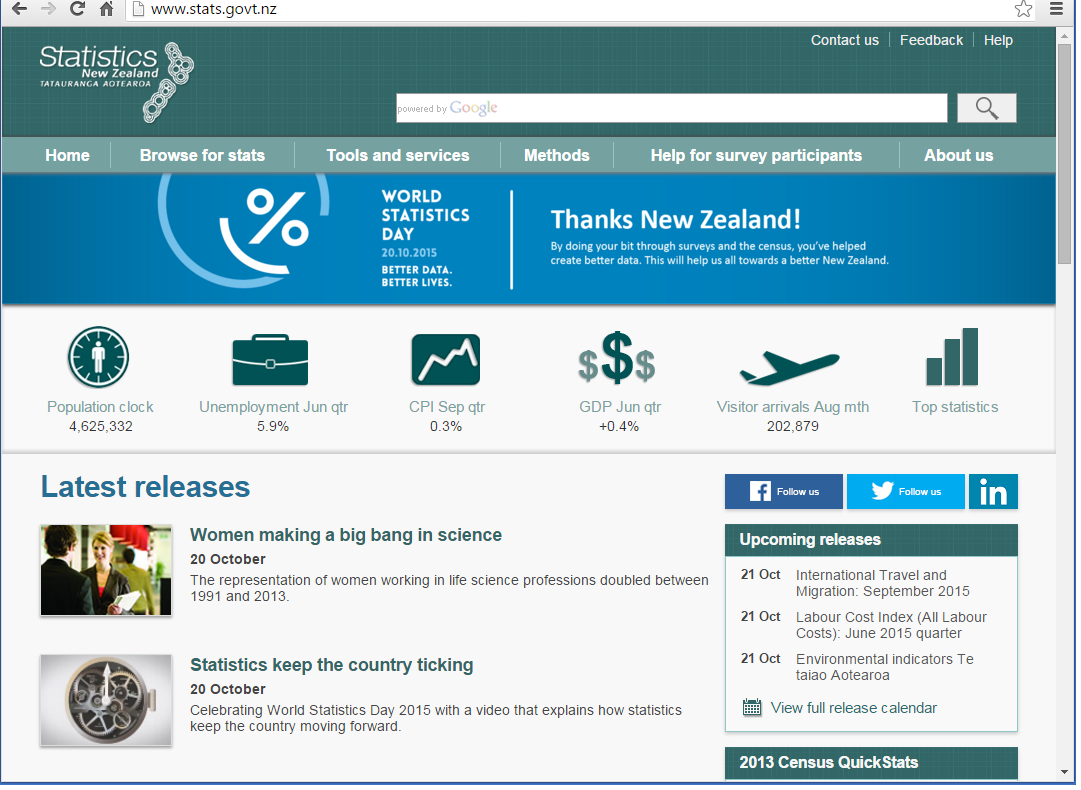 www.stats.govt.nz
Contact us
Feedback
Help
Statistics
New Zealand
TATAURANGA AOTEAROA
powered by Google
Home
Browse for stats
Tools and services
Methods
Help for survey participants
About us
WORLD
STATISTICS
DAY
20.10.2015
BETTER DATA.
BETTER LIVES.
Thanks New Zealand!
By doing your bit through surveys and the census, you've helped
create better data. This will help us all towards a better New Zealand.
Population clock
4,625,332
Unemployment Jun qtr
5.9%
CPI Sep qtr
0.3%
GDP Jun qtr
+0.4%
Visitor arrivals Aug mth
202,879
Top statistics
Latest releases
Women making a big bang in science
20 October
The representation of women working in life science professions doubled between
1991 and 2013.
Statistics keep the country ticking
20 October
Celebrating World Statistics Day 2015 with a video that explains how statistics
keep the country moving forward.
Follow us
Follow us
in
Upcoming releases
21 Oct International Travel and
Migration: September 2015
21 Oct Labour Cost Index (All Labour
Costs): June 2015 quarter
21 Oct Environmental indicators Te
taiao Aotearoa
View full release calendar
2013 Census QuickStats